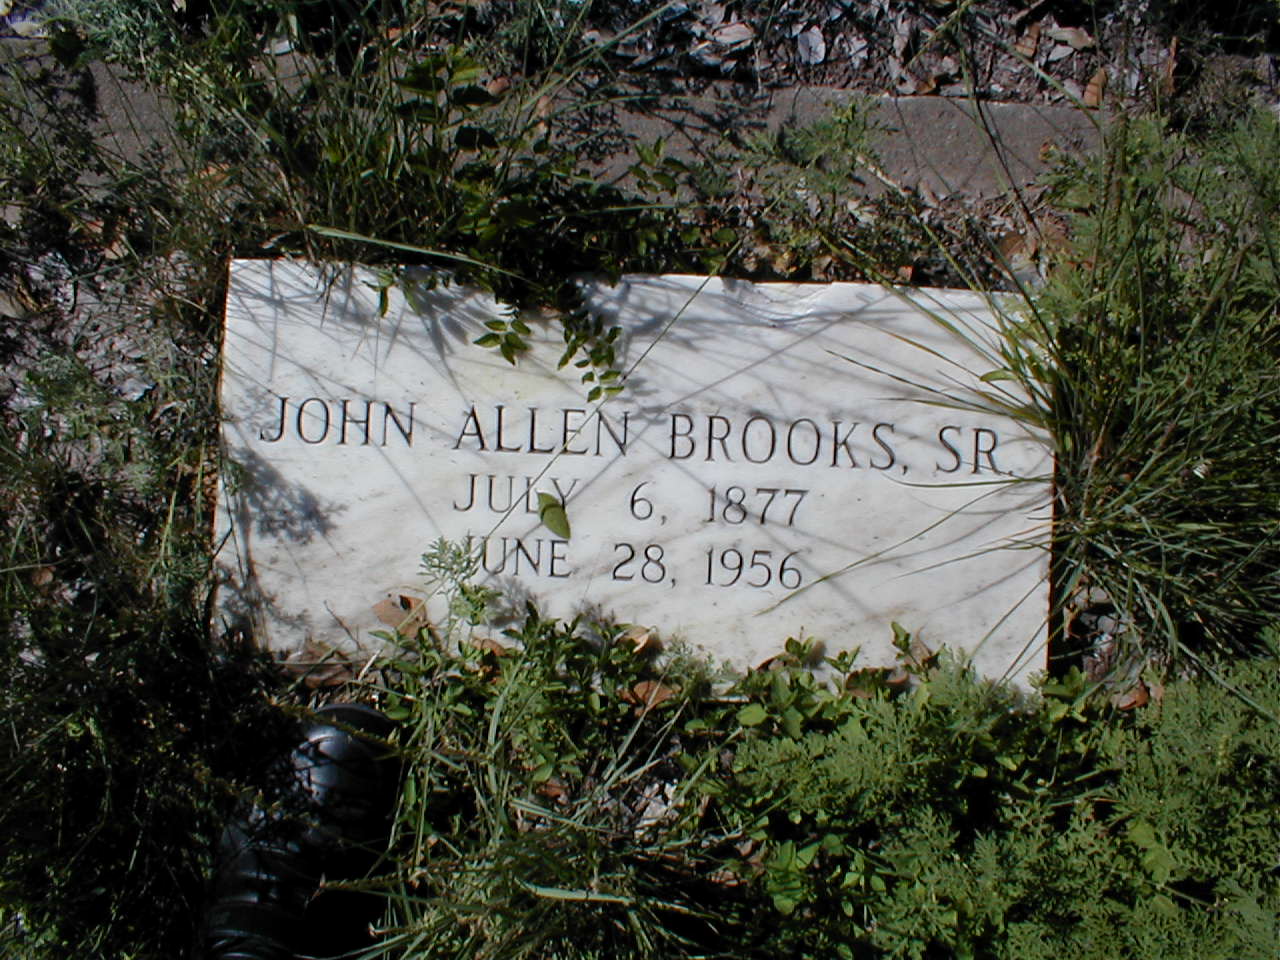 JOHN ALLEN BROOKS, SR.
JULY 6, 1877
JUNE 28, 1956